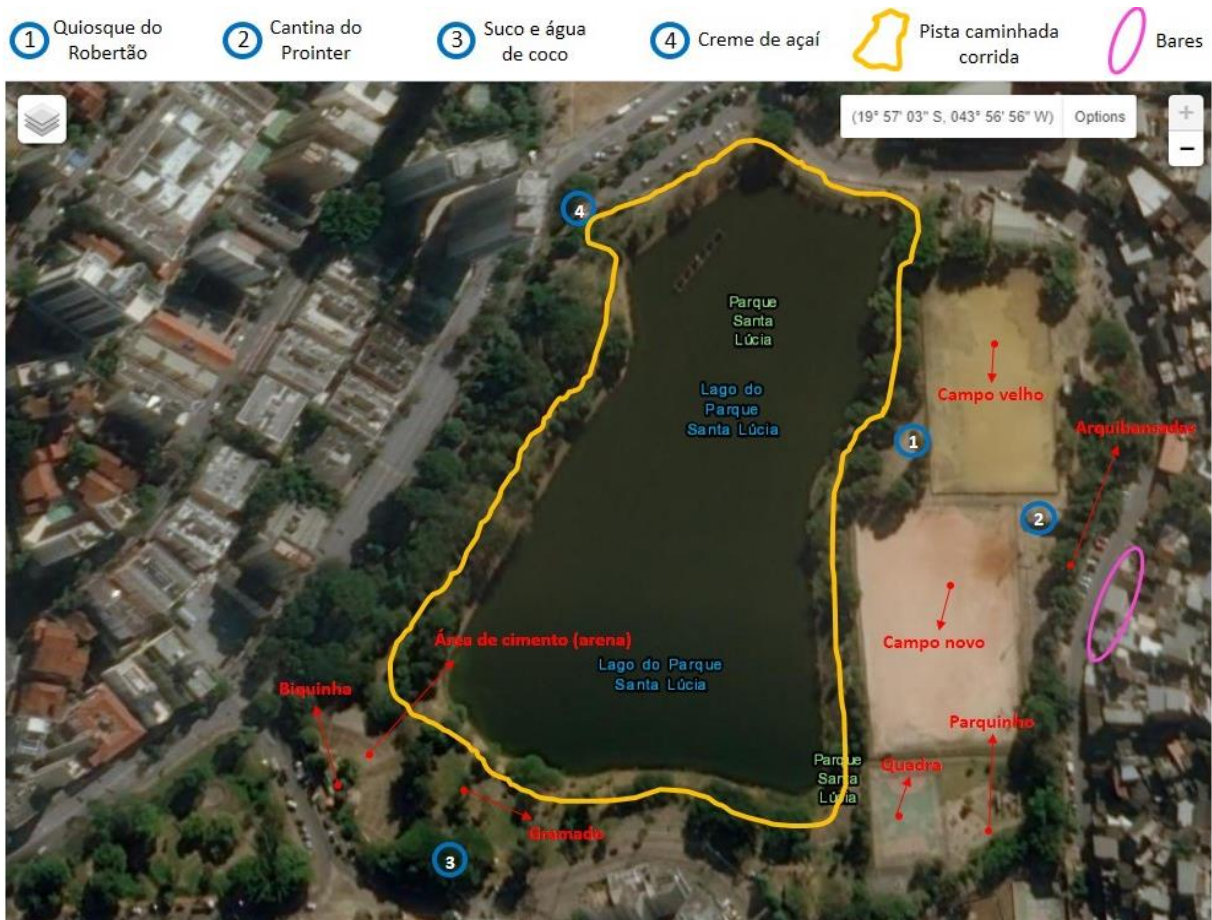 1 Quiosque do
Robertão
2 Cantina do
Prointer
3 Suco e água
de coco
4 Creme de açaí
Pista caminhada
corrida
Bares
(19° 57' 03" S, 043° 56' 56" W) Options
+
−
4
Parque
Santa
Lúcia
Lago do
Parque
Santa Lúcia
Campo velho
1
Arquibancadas
2
Campo novo
Área de cimento (arena)
Lago do Parque
Santa Lúcia
Biquinha
Parquinho
Parque
Santa
Lúcia
Quadra
Gramado
3